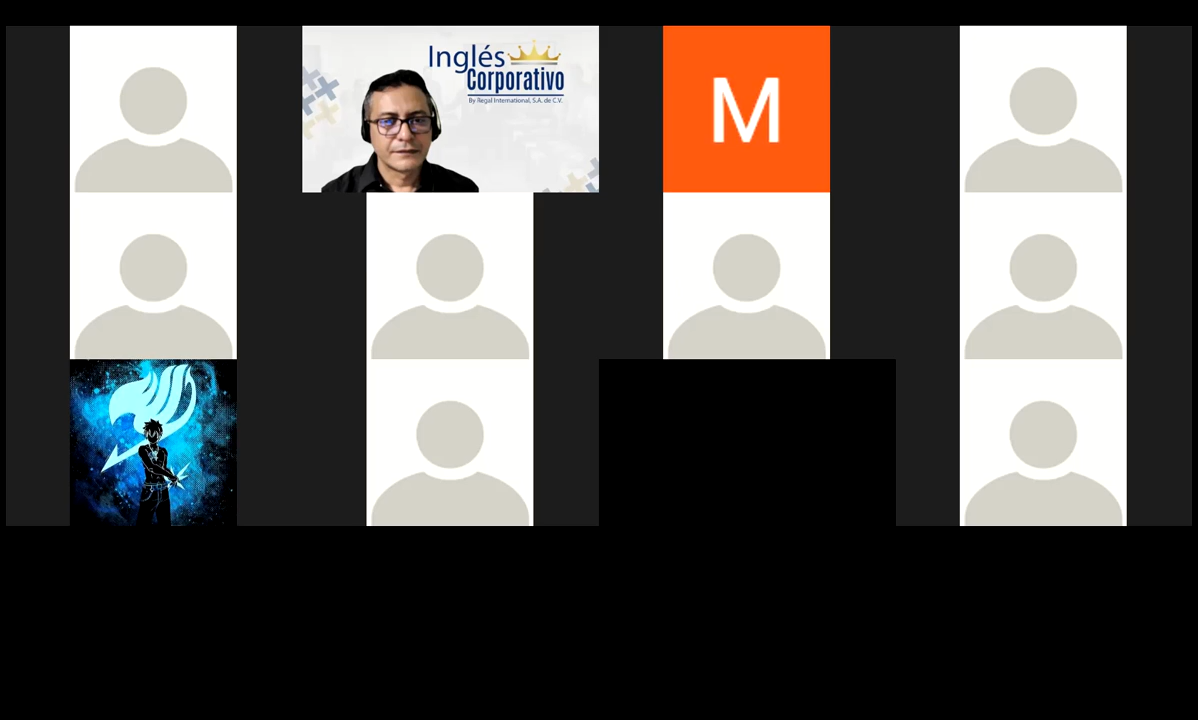 Inglés
Corporativo
By Regal International, S.A. de C.V.
M